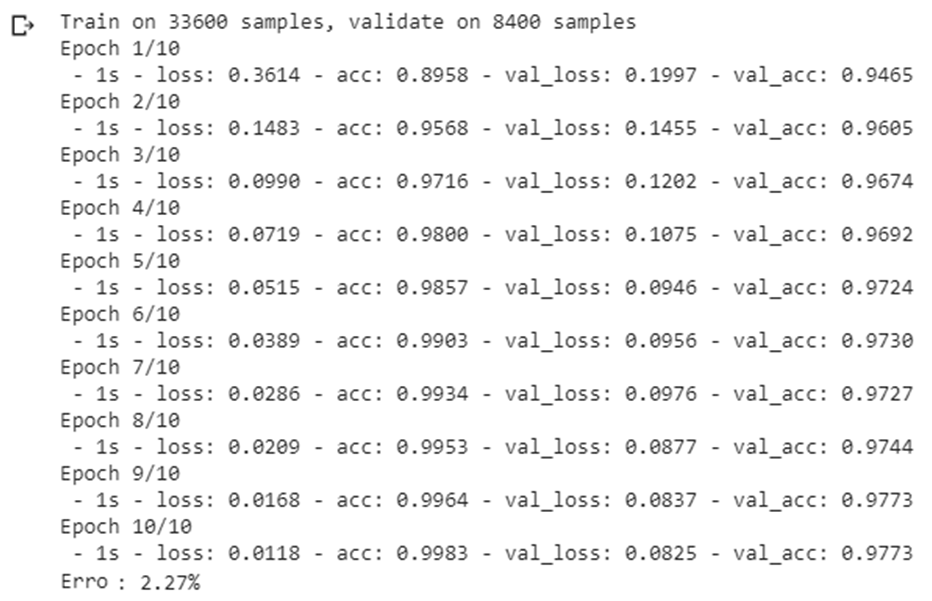 Train on 33600 samples, validate on 8400 samples
Epoch 1/10
- 1s - loss: 0.3614 - acc: 0.8958 - val_loss: 0.1997 - val_acc: 0.9465
Epoch 2/10
- 1s - loss: 0.1483 - acc: 0.9568 - val_loss: 0.1455 - val_acc: 0.9605
Epoch 3/10
- 1s - loss: 0.0990 - acc: 0.9716 - val_loss: 0.1202 - val_acc: 0.9674
Epoch 4/10
- 1s - loss: 0.0719 - acc: 0.9800 - val_loss: 0.1075 - val_acc: 0.9692
Epoch 5/10
- 1s - loss: 0.0515 - acc: 0.9857 - val_loss: 0.0946 - val_acc: 0.9724
Epoch 6/10
- 1s - loss: 0.0389 - acc: 0.9903 - val_loss: 0.0956 - val_acc: 0.9730
Epoch 7/10
- 1s - loss: 0.0286 - acc: 0.9934 - val_loss: 0.0976 - val_acc: 0.9727
Epoch 8/10
- 1s - loss: 0.0209 - acc: 0.9953 - val_loss: 0.0877 - val_acc: 0.9744
Epoch 9/10
- 1s - loss: 0.0168 - acc: 0.9964 - val_loss: 0.0837 - val_acc: 0.9773
Epoch 10/10
- 1s - loss: 0.0118 - acc: 0.9983 - val_loss: 0.0825 - val_acc: 0.9773
Erro : 2.27%